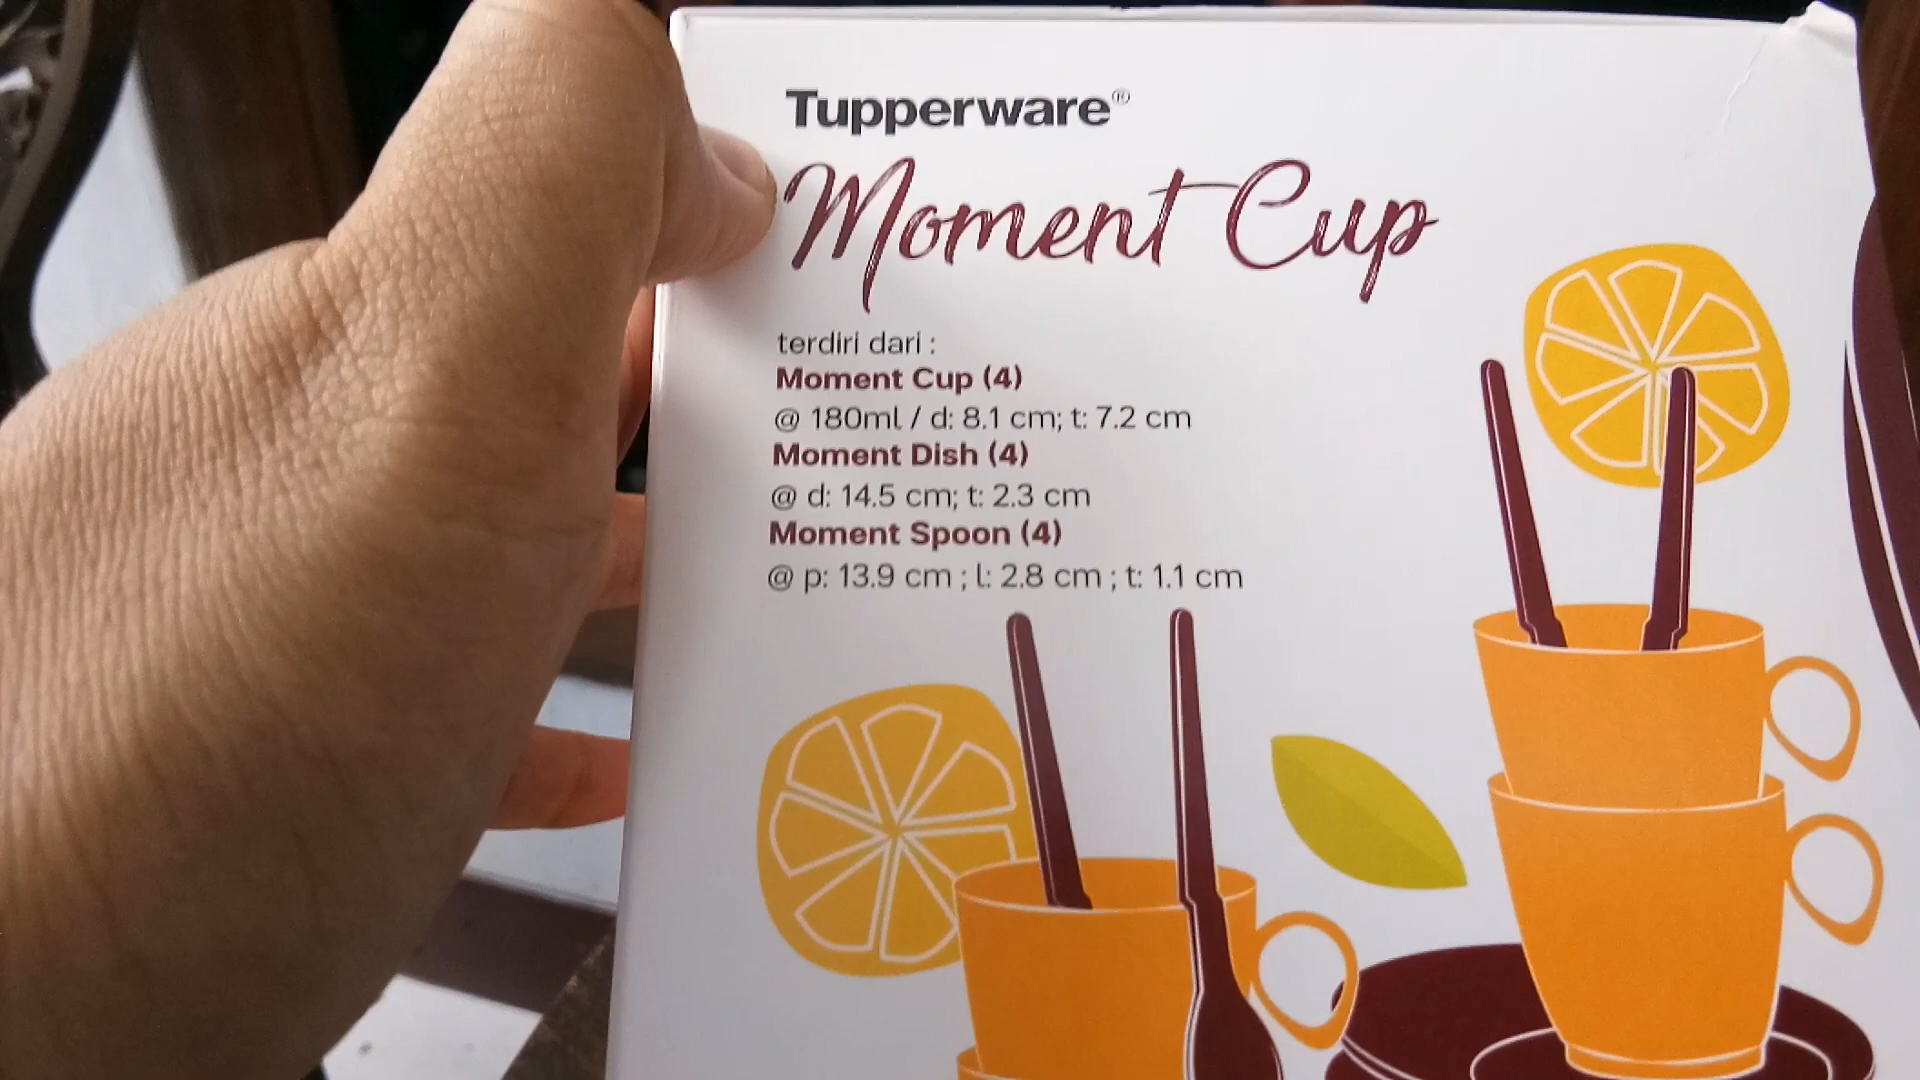 Tupperware®
Moment Cup
terdiri dari :
Moment Cup (4)
@ 180ml / d: 8.1 cm; t: 7.2 cm
Moment Dish (4)
@ d: 14.5 cm; t: 2.3 cm
Moment Spoon (4)
@ p: 13.9 cm ; l: 2.8 cm ; t: 1.1 cm